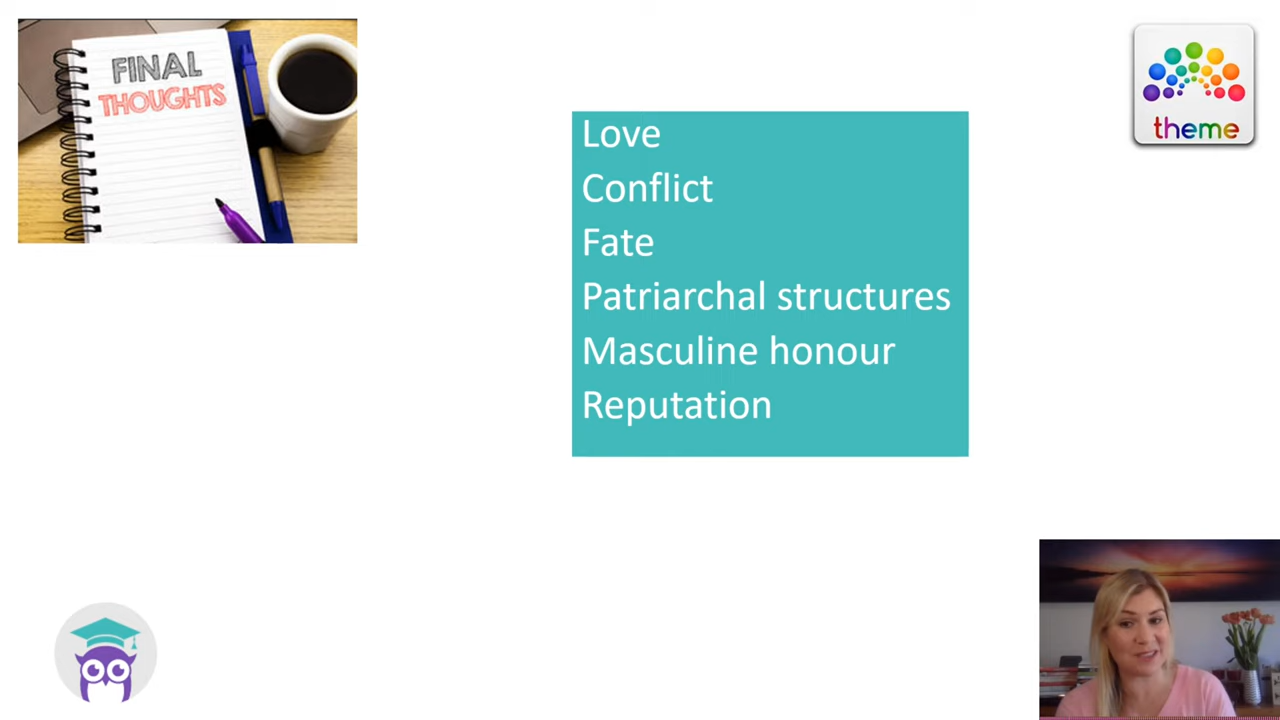 FINAL
THOUGHTS
theme
Love
Conflict
Fate
Patriarchal structures
Masculine honour
Reputation